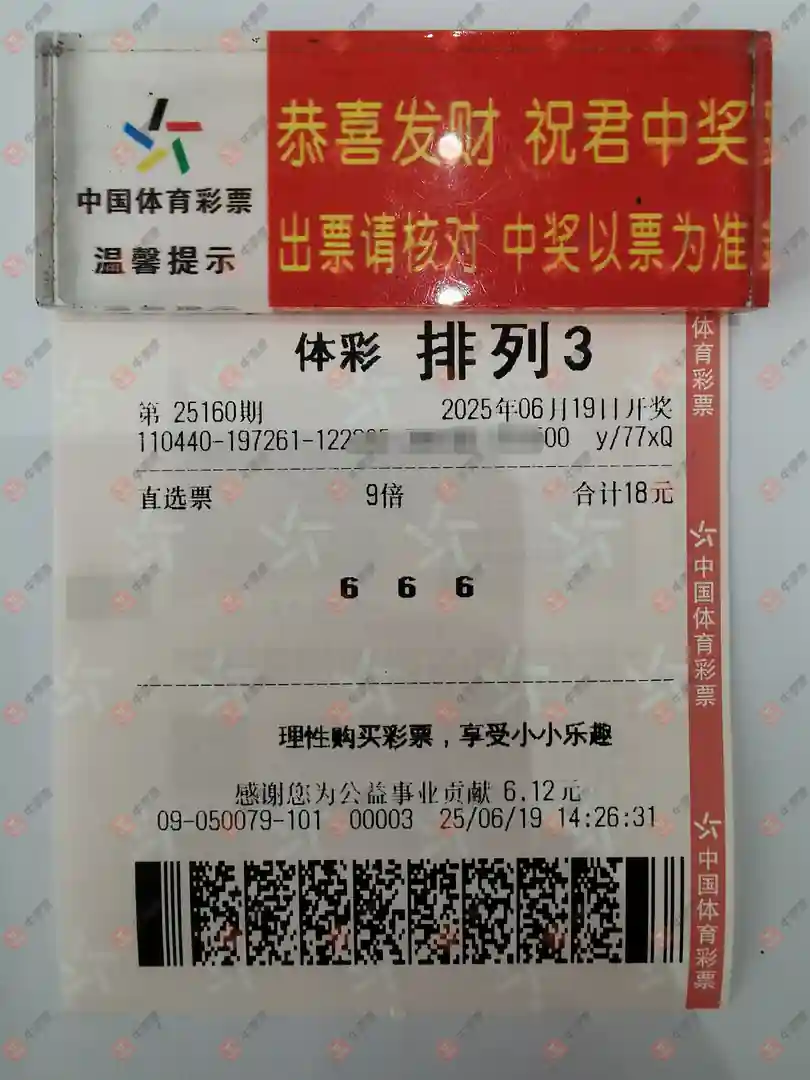 恭喜发财 祝君中奖
中国体育彩票
温馨提示
出票请核对 中奖以票为准
体彩 排列3
第 25160期 2025年06月19日开奖
110440-197261-122 500 y/77xQ
直选票 9倍 合计18元
6 6 6
理性购买彩票，享受小小乐趣
感谢您为公益事业贡献 6.12元
09-050079-101 00003 25/06/19 14:26:31
体育彩票
中国体育彩票
中国体育彩票